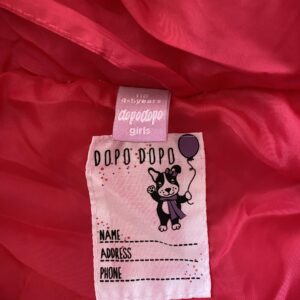 110
4-5years
dopodopo
girls
DOPO DOPO
NAME
ADDRESS
PHONE